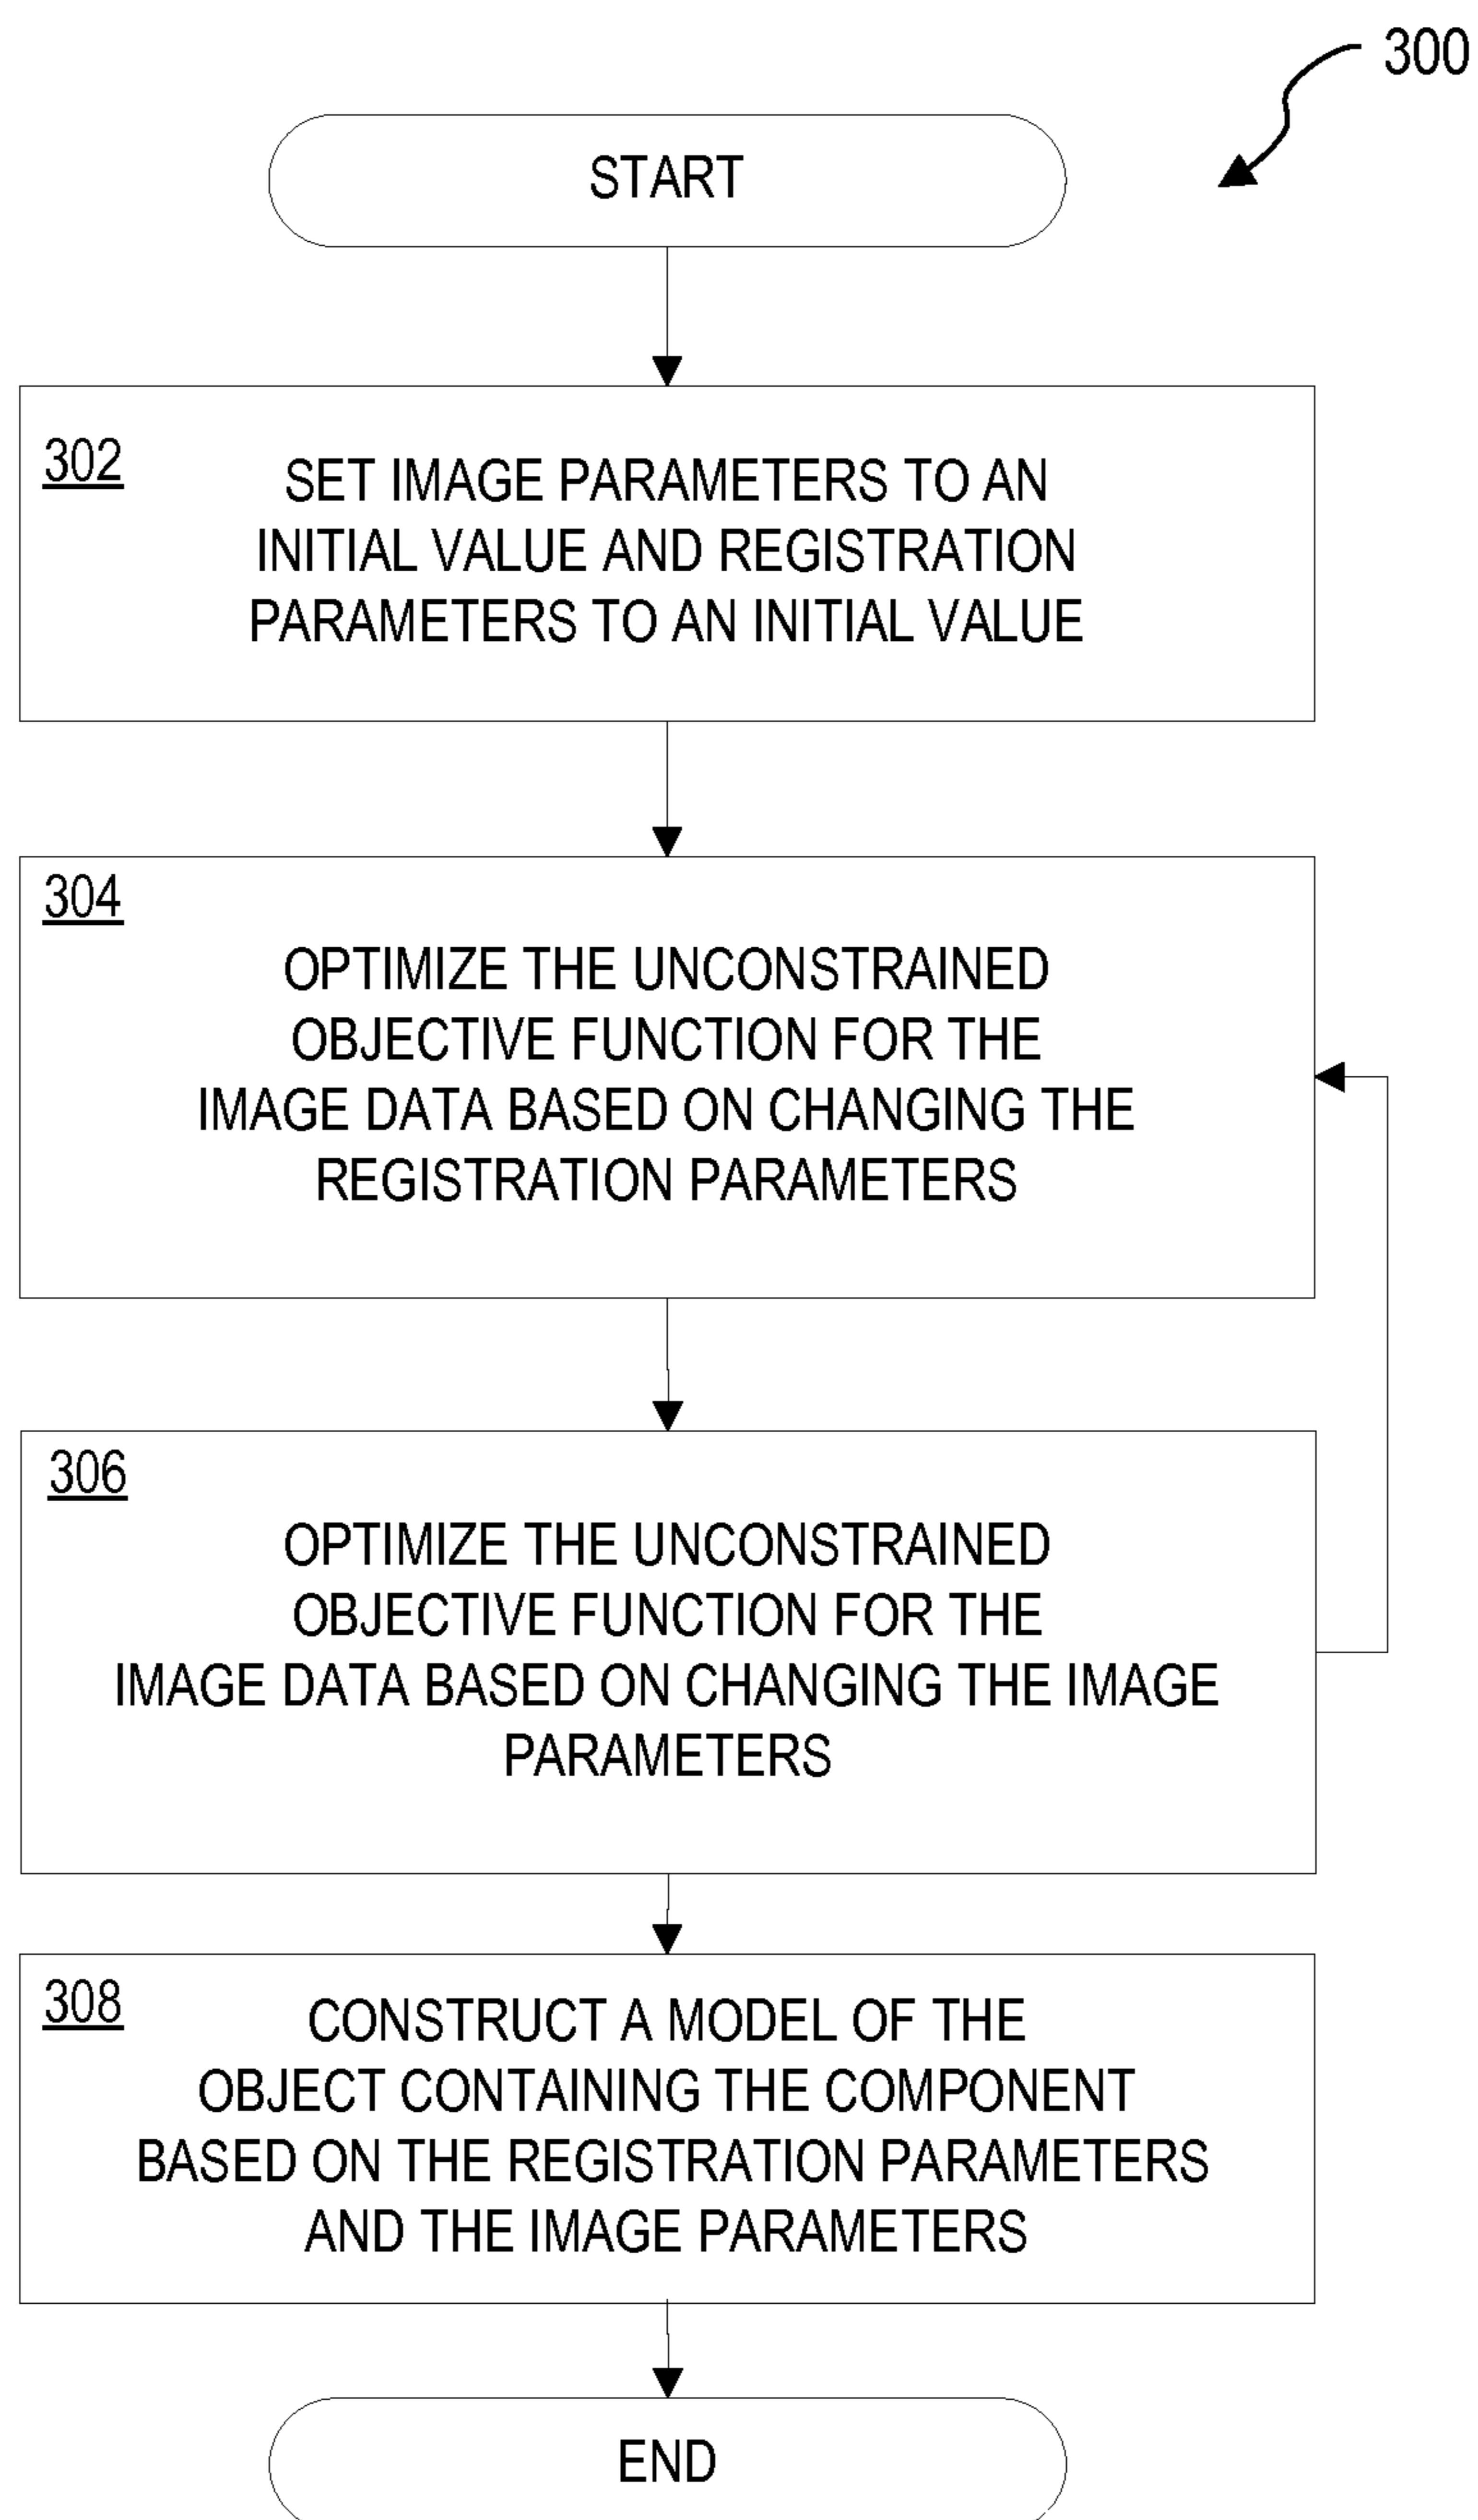 300
START
302
SET IMAGE PARAMETERS TO AN
INITIAL VALUE AND REGISTRATION
PARAMETERS TO AN INITIAL VALUE
304
OPTIMIZE THE UNCONSTRAINED
OBJECTIVE FUNCTION FOR THE
IMAGE DATA BASED ON CHANGING THE
REGISTRATION PARAMETERS
306
OPTIMIZE THE UNCONSTRAINED
OBJECTIVE FUNCTION FOR THE
IMAGE DATA BASED ON CHANGING THE IMAGE
PARAMETERS
308
CONSTRUCT A MODEL OF THE
OBJECT CONTAINING THE COMPONENT
BASED ON THE REGISTRATION PARAMETERS
AND THE IMAGE PARAMETERS
END